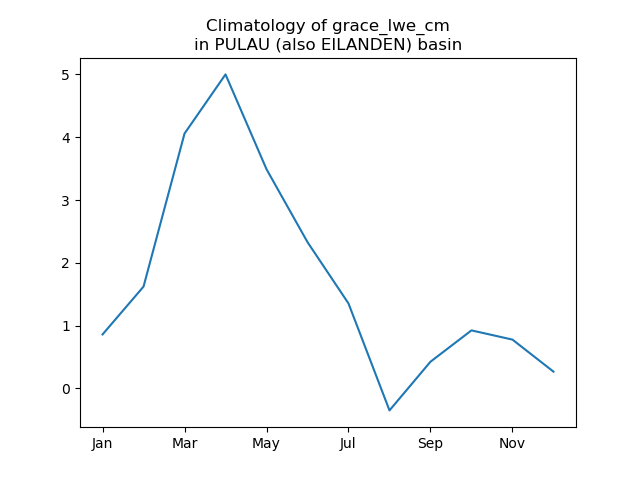 Climatology of grace_lwe_cm
in PULAU (also EILANDEN) basin
5
4
3
2
1
0
Jan Mar May Jul Sep Nov